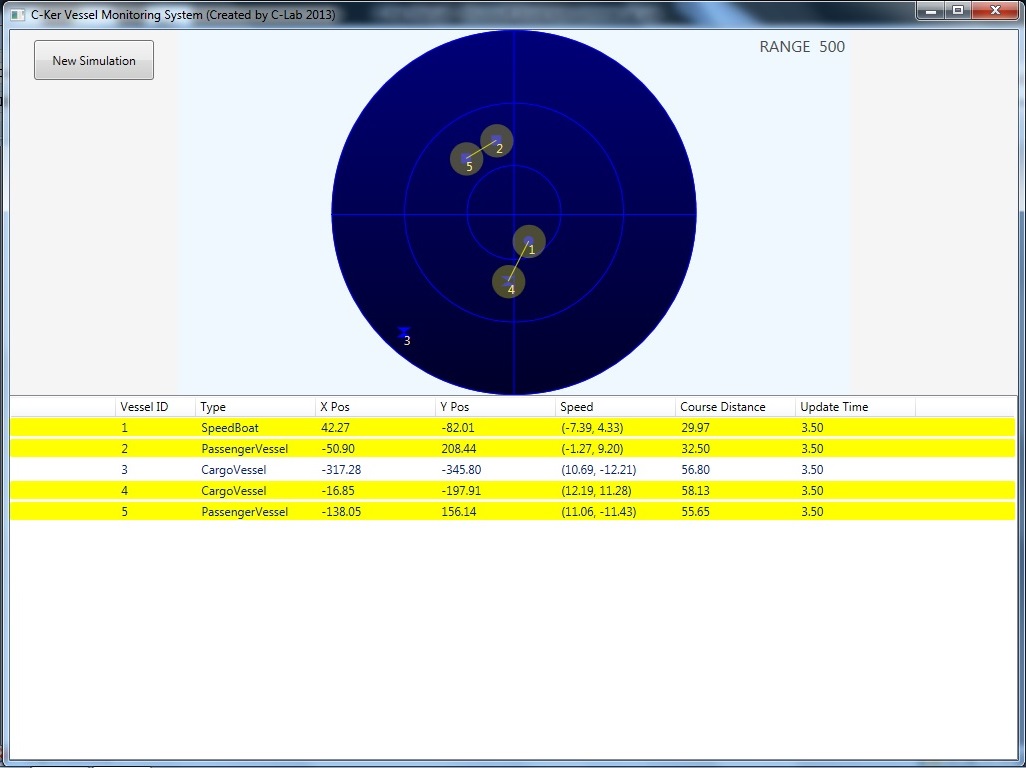 C-Ker Vessel Monitoring System (Created by C-Lab 2013)
New Simulation
RANGE 500
2
5
1
4
3
Vessel ID Type X Pos Y Pos Speed Course Distance Update Time
1 SpeedBoat 42.27 -82.01 (-7.39, 4.33) 29.97 3.50
2 PassengerVessel -50.90 208.44 (-1.27, 9.20) 32.50 3.50
3 CargoVessel -317.28 -345.80 (10.69, -12.21) 56.80 3.50
4 CargoVessel -16.85 -197.91 (12.19, 11.28) 58.13 3.50
5 PassengerVessel -138.05 156.14 (11.06, -11.43) 55.65 3.50